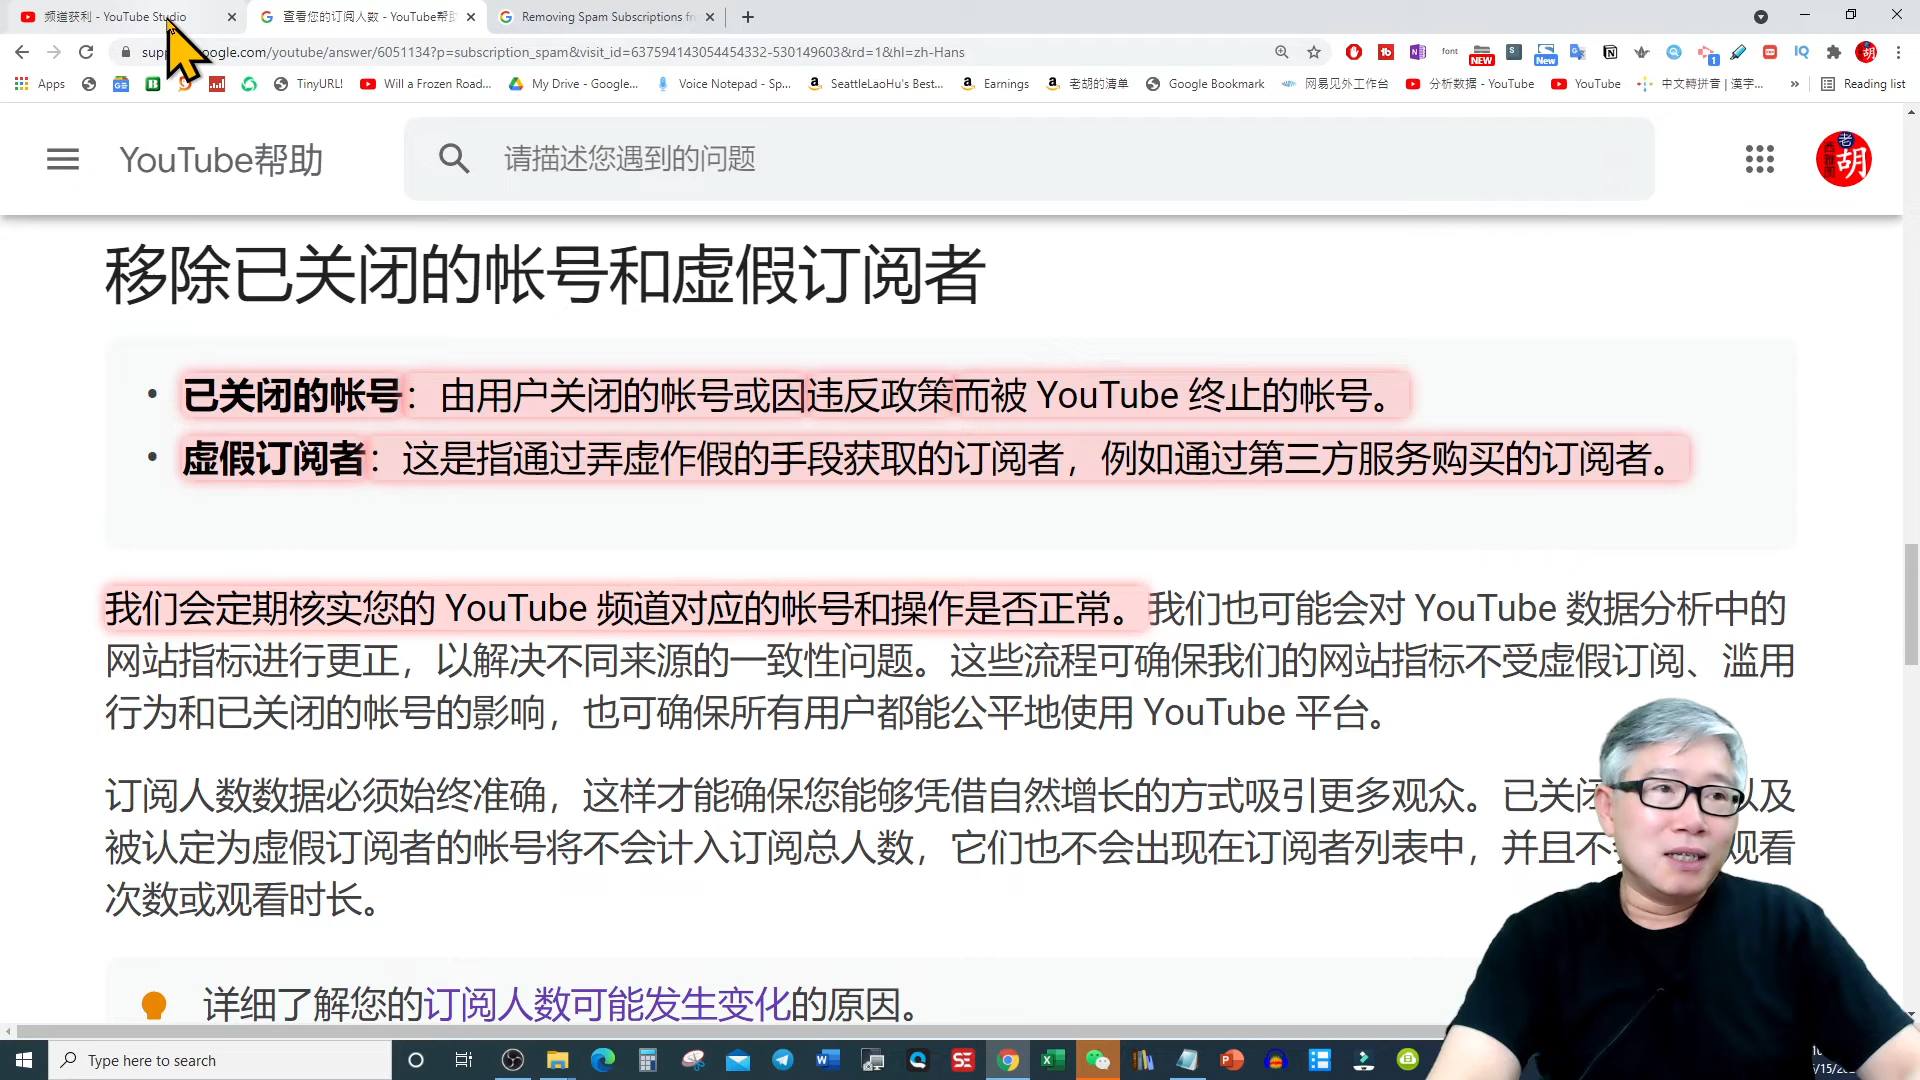 频道获利 - YouTube Studio
查看您的订阅人数 - YouTube帮助
Removing Spam Subscriptions fr
google.com/youtube/answer/6051134?p=subscription_spam&visit_id=637594143054454332-530149603&rd=1&hl=zh-Hans
Apps
TinyURL!
Will a Frozen Road...
My Drive - Google...
Voice Notepad - Sp...
SeattleLaoHu's Best...
Earnings
老胡的清单
Google Bookmark
网易见外工作台
分析数据 - YouTube
YouTube
中文轉拼音 | 漢字...
Reading list
YouTube帮助
请描述您遇到的问题
移除已关闭的帐号和虚假订阅者
• 已关闭的帐号：由用户关闭的帐号或因违反政策而被 YouTube 终止的帐号。
• 虚假订阅者：这是指通过弄虚作假的手段获取的订阅者，例如通过第三方服务购买的订阅者。
我们会定期核实您的 YouTube 频道对应的帐号和操作是否正常。我们也可能会对 YouTube 数据分析中的
网站指标进行更正，以解决不同来源的一致性问题。这些流程可确保我们的网站指标不受虚假订阅、滥用
行为和已关闭的帐号的影响，也可确保所有用户都能公平地使用 YouTube 平台。
订阅人数数据必须始终准确，这样才能确保您能够凭借自然增长的方式吸引更多观众。已关 以及
被认定为虚假订阅者的帐号将不会计入订阅总人数，它们也不会出现在订阅者列表中，并且不 观看
次数或观看时长。
详细了解您的订阅人数可能发生变化的原因。
Type here to search